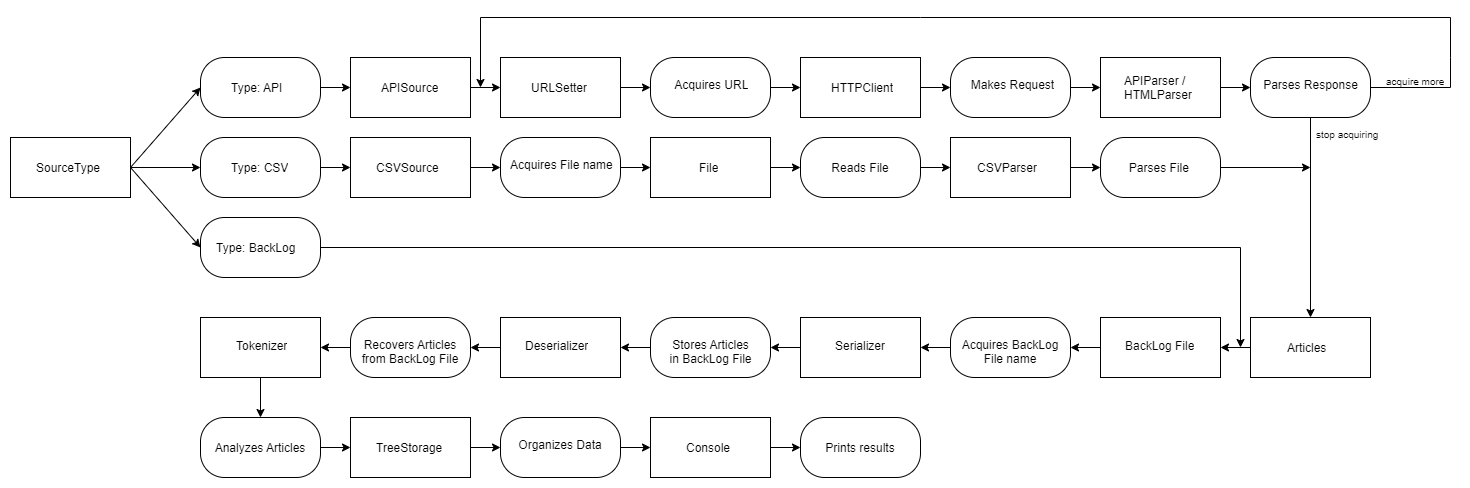 Type: API
APISource
URLSetter
Acquires URL
HTTPClient
Makes Request
APIParser /
HTMLParser
Parses Response
acquire more
stop acquiring
SourceType
Type: CSV
CSVSource
Acquires File name
File
Reads File
CSVParser
Parses File
Type: BackLog
Tokenizer
Recovers Articles
from BackLog File
Deserializer
Stores Articles
in BackLog File
Serializer
Acquires BackLog
File name
BackLog File
Articles
Analyzes Articles
TreeStorage
Organizes Data
Console
Prints results